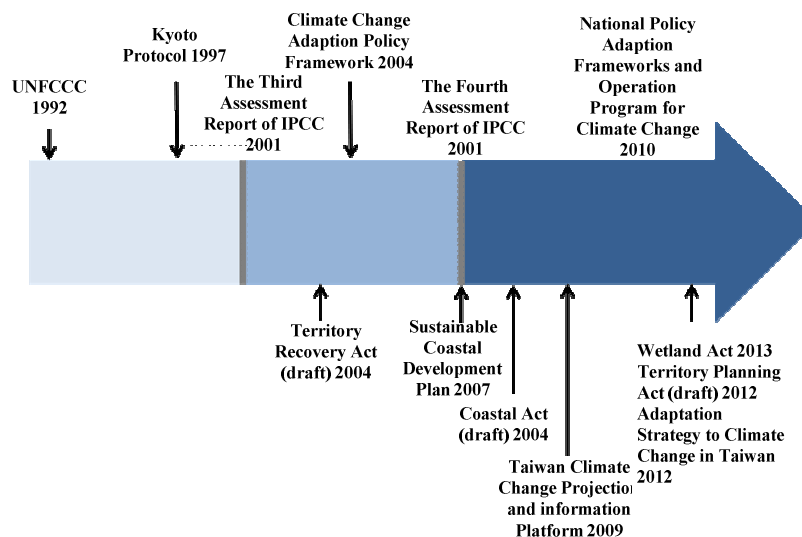 UNFCCC
1992
Kyoto
Protocol 1997
The Third
Assessment
Report of IPCC
2001
Climate Change
Adaption Policy
Framework 2004
The Fourth
Assessment
Report of IPCC
2001
National Policy
Adaption
Frameworks and
Operation
Program for
Climate Change
2010
Territory
Recovery Act
(draft) 2004
Sustainable
Coastal
Development
Plan 2007
Coastal Act
(draft) 2004
Taiwan Climate
Change Projection
and information
Platform 2009
Wetland Act 2013
Territory Planning
Act (draft) 2012
Adaptation
Strategy to Climate
Change in Taiwan
2012